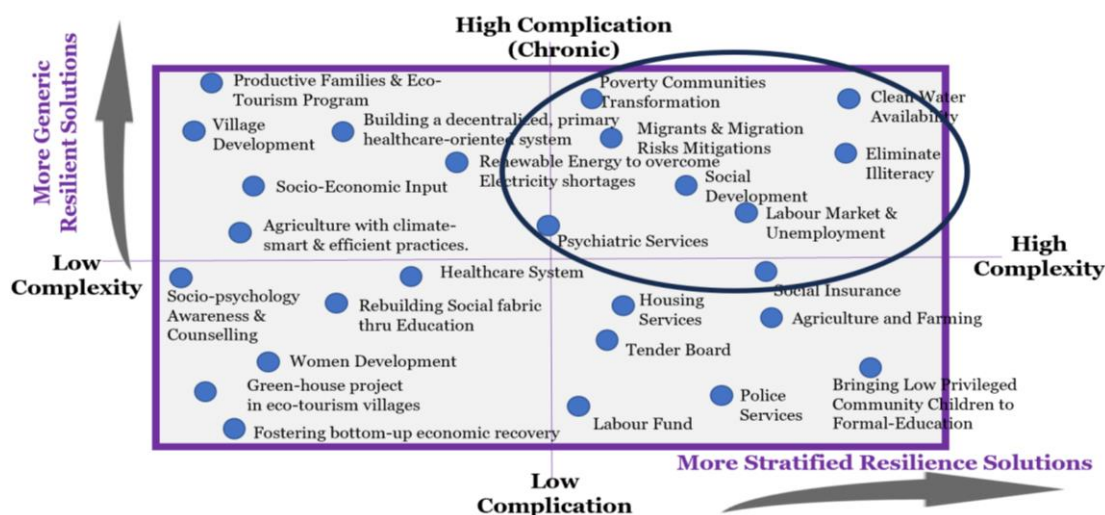 High Complication
(Chronic)
More Generic
Resilient Solutions
Productive Families & Eco-
Tourism Program
Poverty Communities
Transformation
Clean Water
Availability
Village
Development
Building a decentralized, primary
healthcare-oriented system
Migrants & Migration
Risks Mitigations
Renewable Energy to overcome
Electricity shortages
Eliminate
Illiteracy
Socio-Economic Input
Social
Development
Labour Market &
Unemployment
Agriculture with climate-
smart & efficient practices.
Psychiatric Services
Low
Complexity
High
Complexity
Socio-psychology
Awareness &
Counselling
Healthcare System
Social Insurance
Rebuilding Social fabric
thru Education
Housing
Services
Agriculture and Farming
Tender Board
Women Development
Green-house project
in eco-tourism villages
Police
Services
Bringing Low Privileged
Community Children to
Formal-Education
Labour Fund
Fostering bottom-up economic recovery
More Stratified Resilience Solutions
Low
Complication